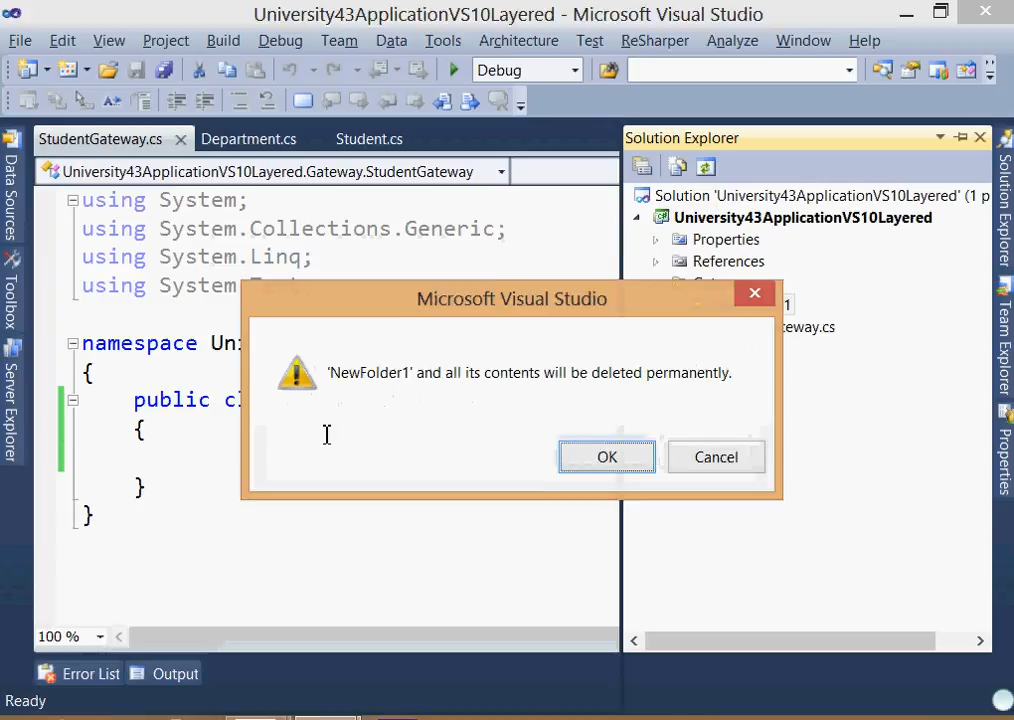 University43ApplicationVS10Layered - Microsoft Visual Studio
File Edit View Project Build Debug Team Data Tools Architecture Test ReSharper Analyze Window Help
Debug
StudentGateway.cs Department.cs Student.cs
Solution Explorer
University43ApplicationVS10Layered.Gateway.StudentGateway
Solution 'University43ApplicationVS10Layered' (1 p
University43ApplicationVS10Layered
Properties
References
using System;
using System.Collections.Generic;
using System.Linq;
using System.
1
eway.cs
namespace Uni
{
public cl
{
}
}
Microsoft Visual Studio
'NewFolder1' and all its contents will be deleted permanently.
OK Cancel
Data Sources
Toolbox
Server Explorer
Solution Explorer
Team Explorer
Properties
100 %
Error List Output
Ready